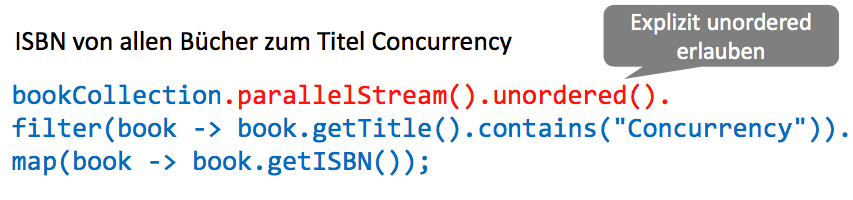 Explizit unordered
erlauben
ISBN von allen Bücher zum Titel Concurrency
bookCollection.parallelStream().unordered().
filter(book -> book.getTitle().contains("Concurrency")).
map(book -> book.getISBN());